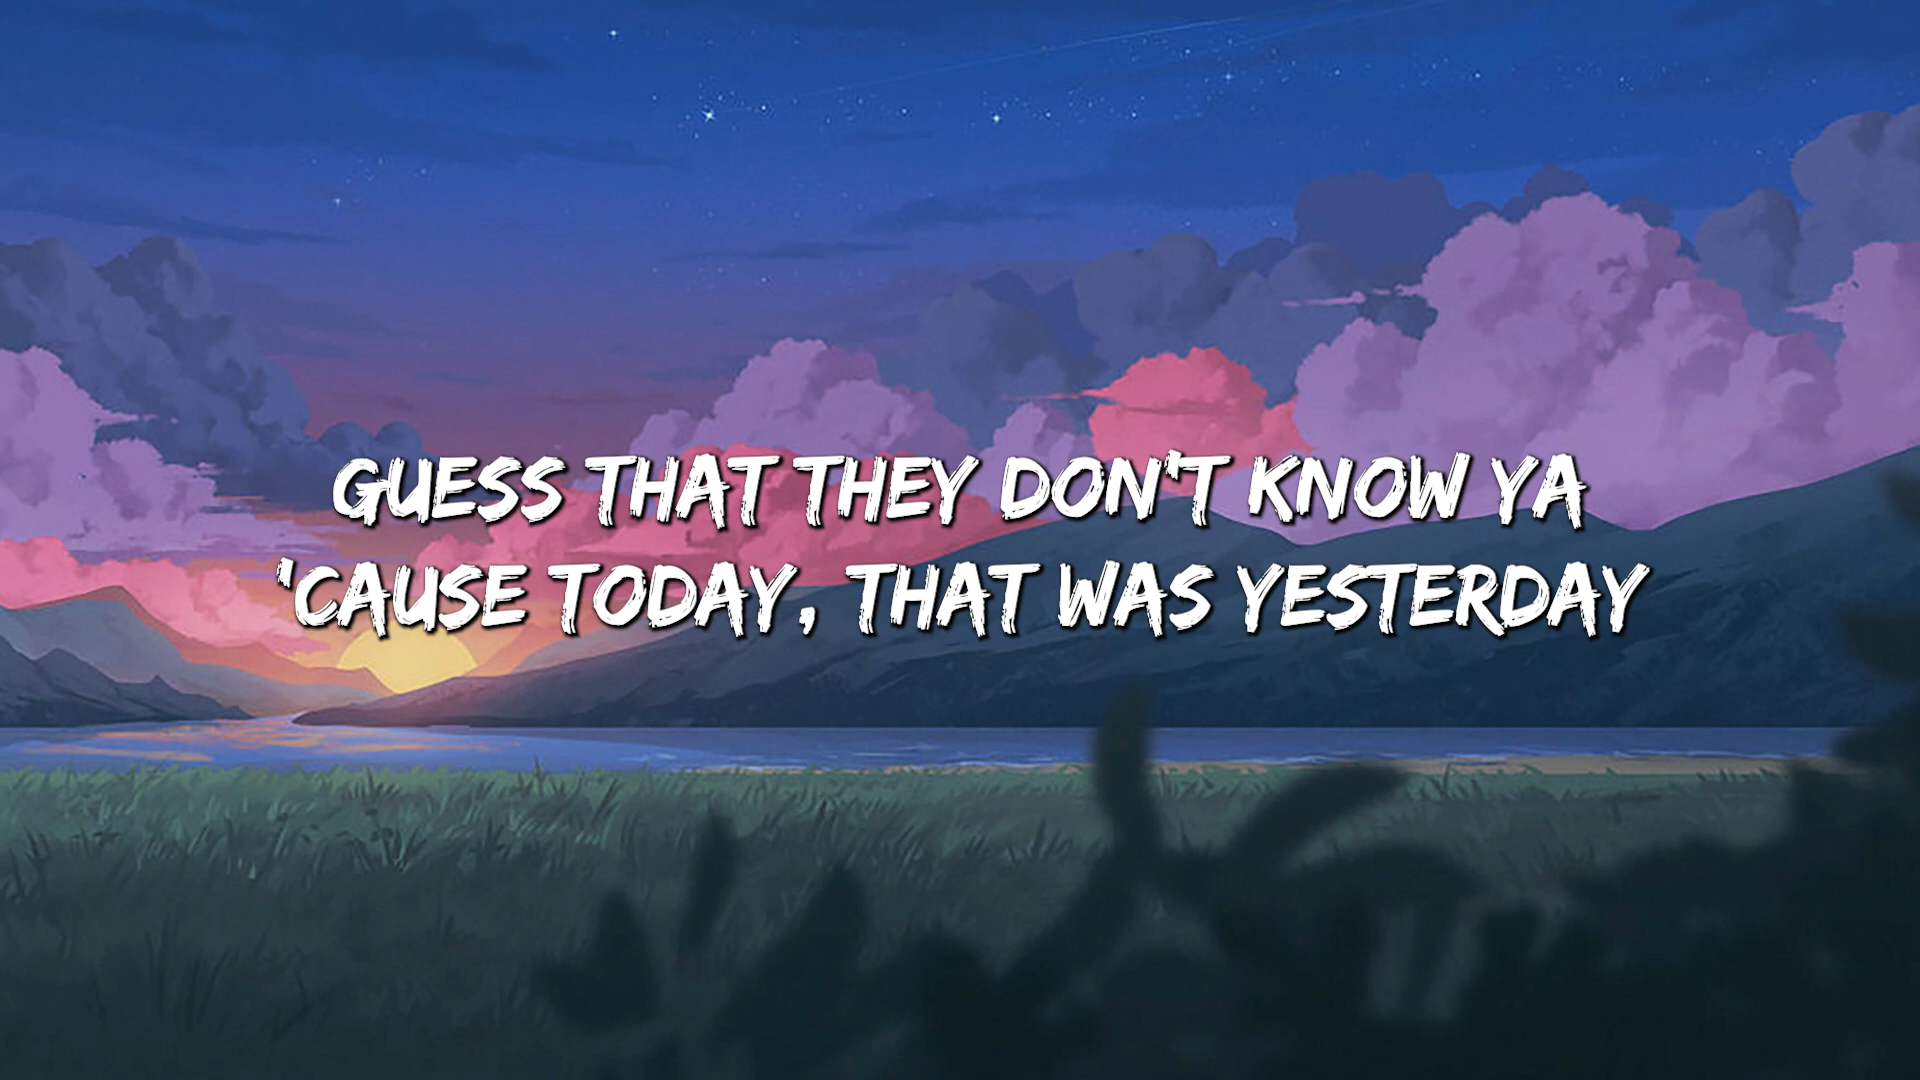 GUESS THAT THEY DON'T KNOW YA
'CAUSE TODAY, THAT WAS YESTERDAY